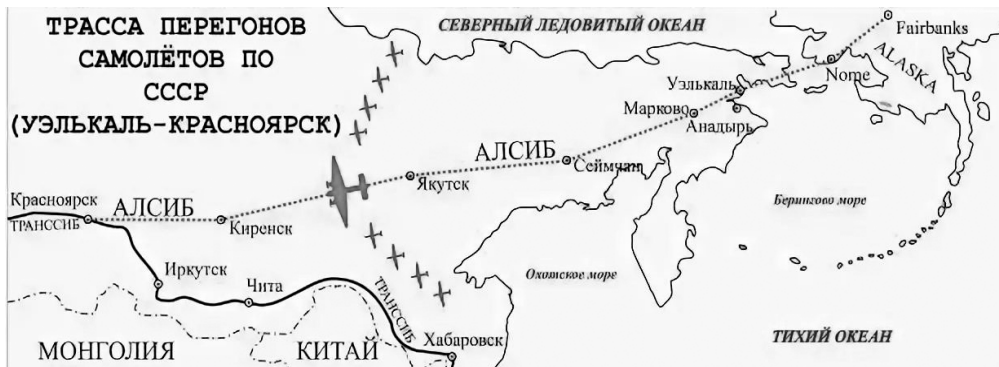 ТРАССА ПЕРЕГОНОВ
САМОЛЁТОВ ПО
СССР
(УЭЛЬКАЛЬ-КРАСНОЯРСК)
СЕВЕРНЫЙ ЛЕДОВИТЫЙ ОКЕАН
Fairbanks
ALASKA
Nome
Уэлькаль
Марково
Анадырь
АЛСИБ
Сеймчан
Якутск
Красноярск
ТРАНССИБ
АЛСИБ
Киренск
Берингово море
Иркутск
Чита
Охотское море
ТРАНССИБ
Хабаровск
ТИХИЙ ОКЕАН
МОНГОЛИЯ
КИТАЙ